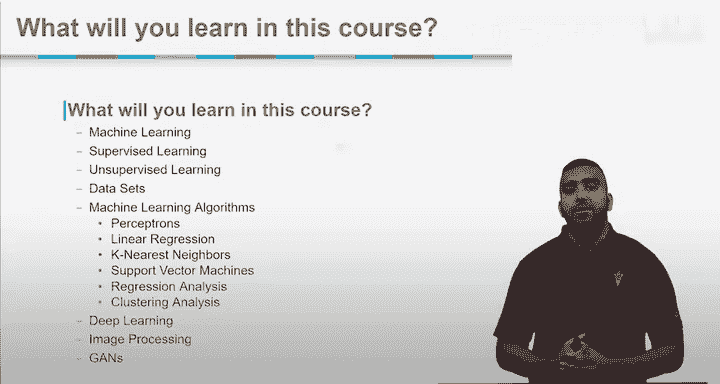 What will you learn in this course?
What will you learn in this course?
– Machine Learning
– Supervised Learning
– Unsupervised Learning
– Data Sets
– Machine Learning Algorithms
• Perceptrons
• Linear Regression
• K-Nearest Neighbors
• Support Vector Machines
• Regression Analysis
• Clustering Analysis
– Deep Learning
– Image Processing
– GANs